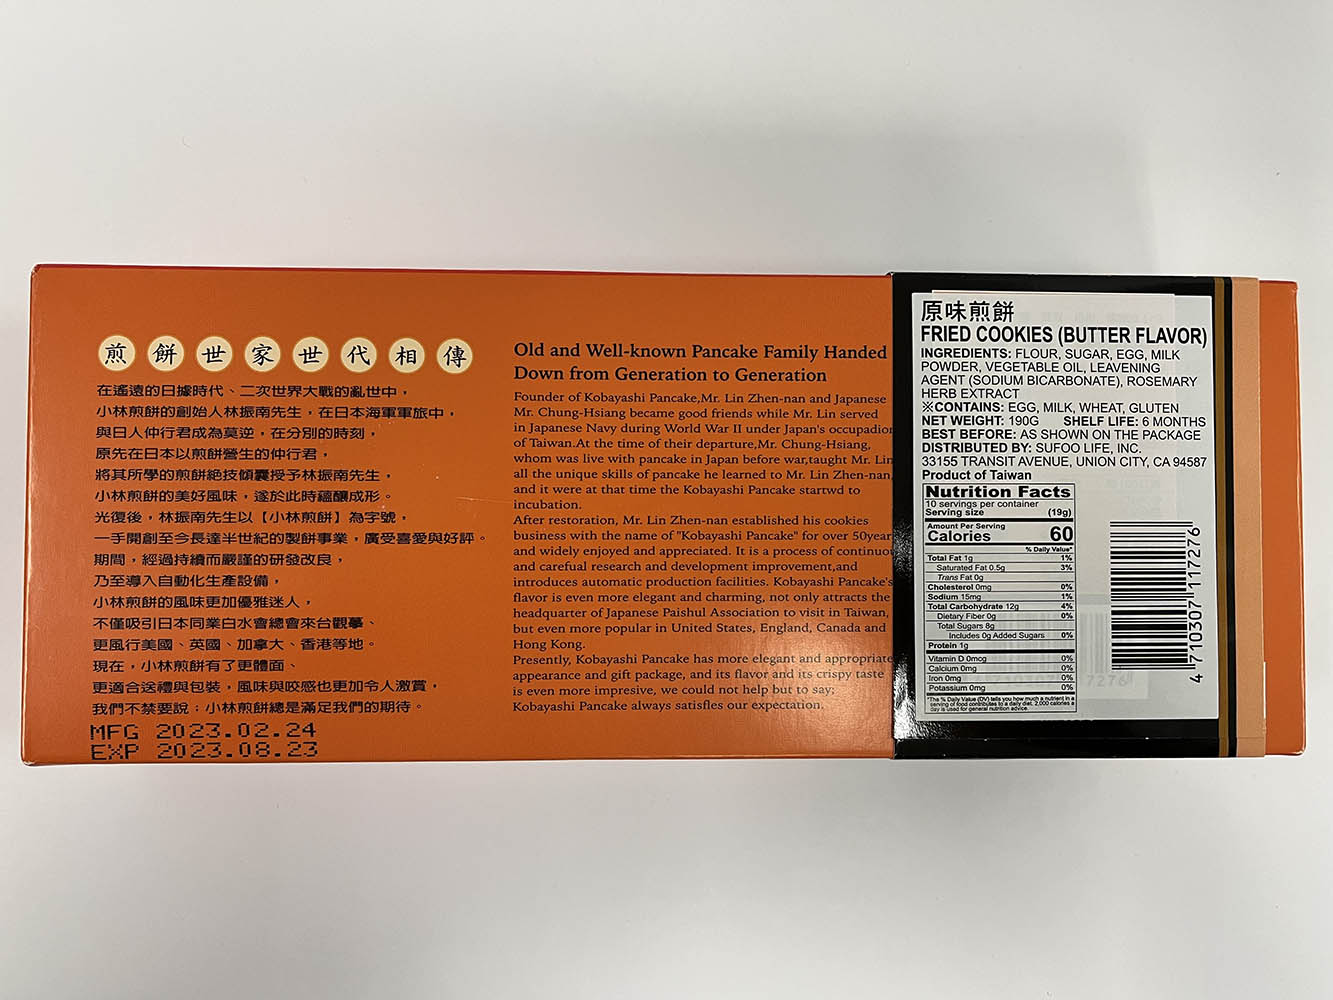 煎餅世家世代相傳
在遙遠的日據時代、二次世界大戰的亂世中，
小林煎餅的創始人林振南先生，在日本海軍軍旅中，
與日人仲行君成為莫逆，在分別的時刻，
原先在日本以煎餅營生的仲行君，
將其所學的煎餅絶技傾囊授予林振南先生，
小林煎餅的美好風味，遂於此時蘊釀成形。
光復後，林振南先生以【小林煎餅】為字號，
一手開創至今長達半世紀的製餅事業，廣受喜愛與好評。
期間，經過持續而嚴謹的研發改良，
乃至導入自動化生產設備，
小林煎餅的風味更加優雅迷人，
不僅吸引日本同業白水會總會來台觀摹、
更風行美國、英國、加拿大、香港等地。
現在，小林煎餅有了更體面、
更適合送禮與包裝，風味與咬感也更加令人激賞，
我們不禁要說：小林煎餅總是滿足我們的期待。
MFG 2023.02.24
EXP 2023.08.23
Old and Well-known Pancake Family Handed
Down from Generation to Generation
Founder of Kobayashi Pancake,Mr. Lin Zhen-nan and Japanese
Mr. Chung-Hsiang became good friends while Mr. Lin served
in Japanese Navy during World War II under Japan's occupadior
of Taiwan.At the time of their departure,Mr. Chung-Hsiang,
whom was live with pancake in Japan before war,taught Mr. Lin
all the unique skills of pancake he learned to Mr. Lin Zhen-nan,
and it were at that time the Kobayashi Pancake startwd to
incubation.
After restoration, Mr. Lin Zhen-nan established his cookies
business with the name of "Kobayashi Pancake" for over 50year
and widely enjoyed and appreciated. It is a process of continuou
and carefual research and development improvement,and
introduces automatic production facilities. Kobayashi Pancake's
flavor is even more elegant and charming, not only attracts the
headquarter of Japanese Paishul Association to visit in Taiwan,
but even more popular in United States, England, Canada and
Hong Kong.
Presently, Kobayashi Pancake has more elegant and appropriate
appearance and gift package, and its flavor and its crispy taste
is even more impresive, we could not help but to say;
Kobayashi Pancake always satisfles our expectation.
原味煎餅
FRIED COOKIES (BUTTER FLAVOR)
INGREDIENTS: FLOUR, SUGAR, EGG, MILK
POWDER, VEGETABLE OIL, LEAVENING
AGENT (SODIUM BICARBONATE), ROSEMARY
HERB EXTRACT
※CONTAINS: EGG, MILK, WHEAT, GLUTEN
NET WEIGHT: 190G SHELF LIFE: 6 MONTHS
BEST BEFORE: AS SHOWN ON THE PACKAGE
DISTRIBUTED BY: SUFOO LIFE, INC.
33155 TRANSIT AVENUE, UNION CITY, CA 94587
Product of Taiwan
Nutrition Facts
10 servings per container
Serving size (19g)
Amount Per Serving
Calories 60
% Daily Value*
Total Fat 1g 1%
Saturated Fat 0.5g 3%
Trans Fat 0g
Cholesterol 0mg 0%
Sodium 15mg 1%
Total Carbohydrate 12g 4%
Dietary Fiber 0g 0%
Total Sugars 8g
Includes 0g Added Sugars 0%
Protein 1g
Vitamin D 0mcg 0%
Calcium 0mg 0%
Iron 0mg 0%
Potassium 0mg 0%
*The % Daily Value (DV) tells you how much a nutrient in a
serving of food contributes to a daily diet. 2,000 calories a
day is used for general nutrition advice.
4 710307 117276